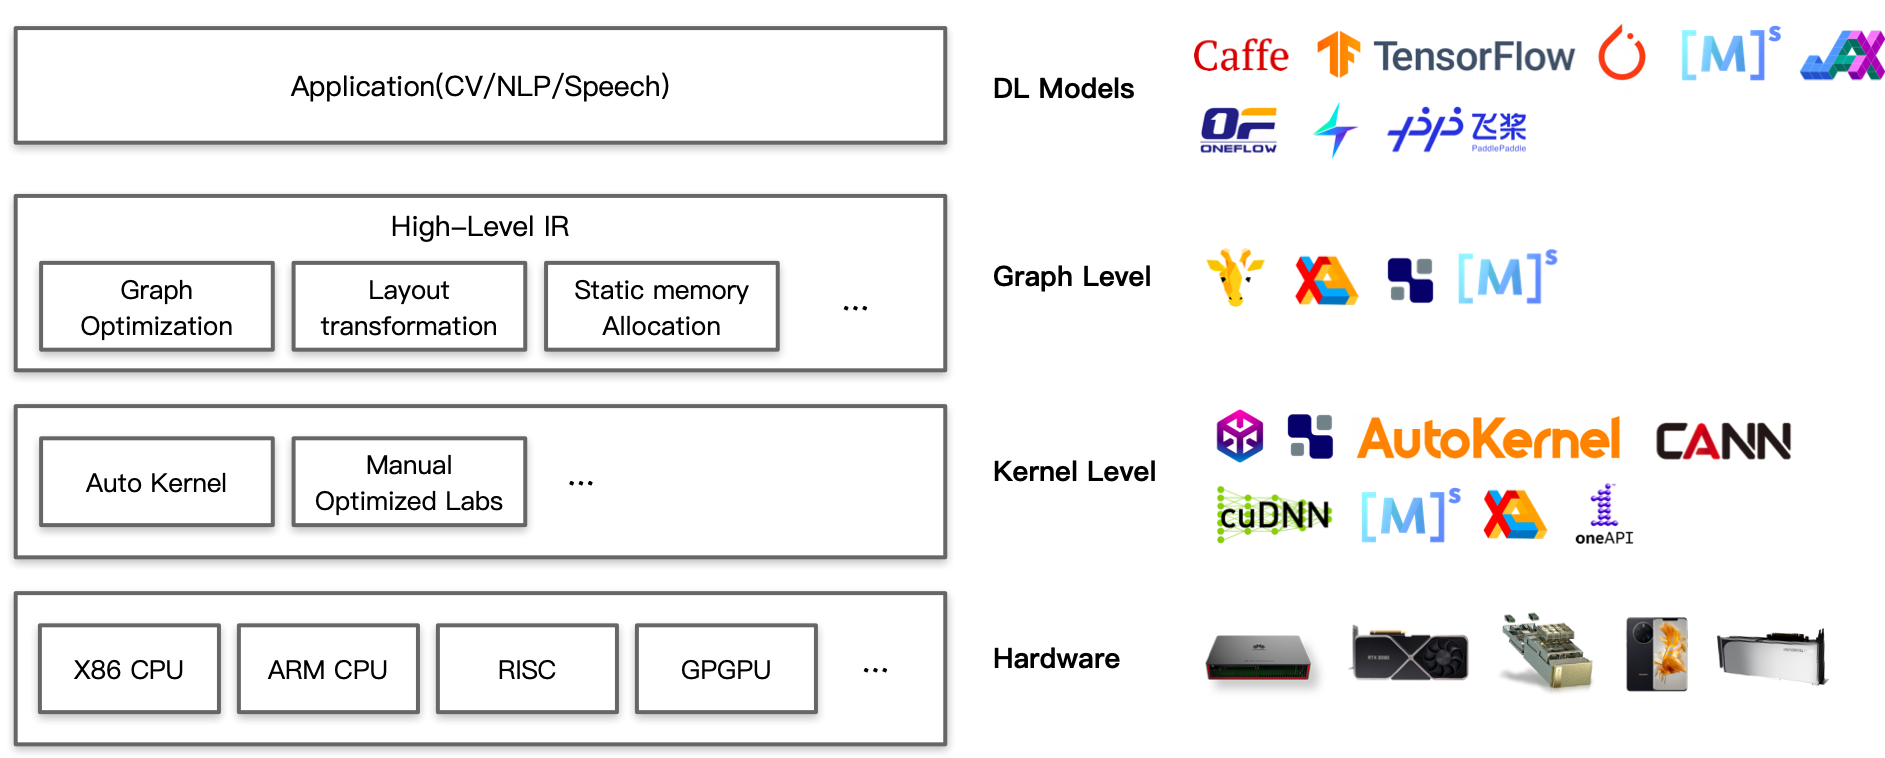 Application(CV/NLP/Speech)
DL Models
Caffe
TensorFlow
[M]s
JAX
OF
ONEFLOW
飞桨
PaddlePaddle
High-Level IR
Graph
Optimization
Layout
transformation
Static memory
Allocation
...
Graph Level
[M]s
Auto Kernel
Manual
Optimized Labs
...
Kernel Level
AutoKernel
CANN
cuDNN
[M]s
oneAPI
X86 CPU
ARM CPU
RISC
GPGPU
...
Hardware